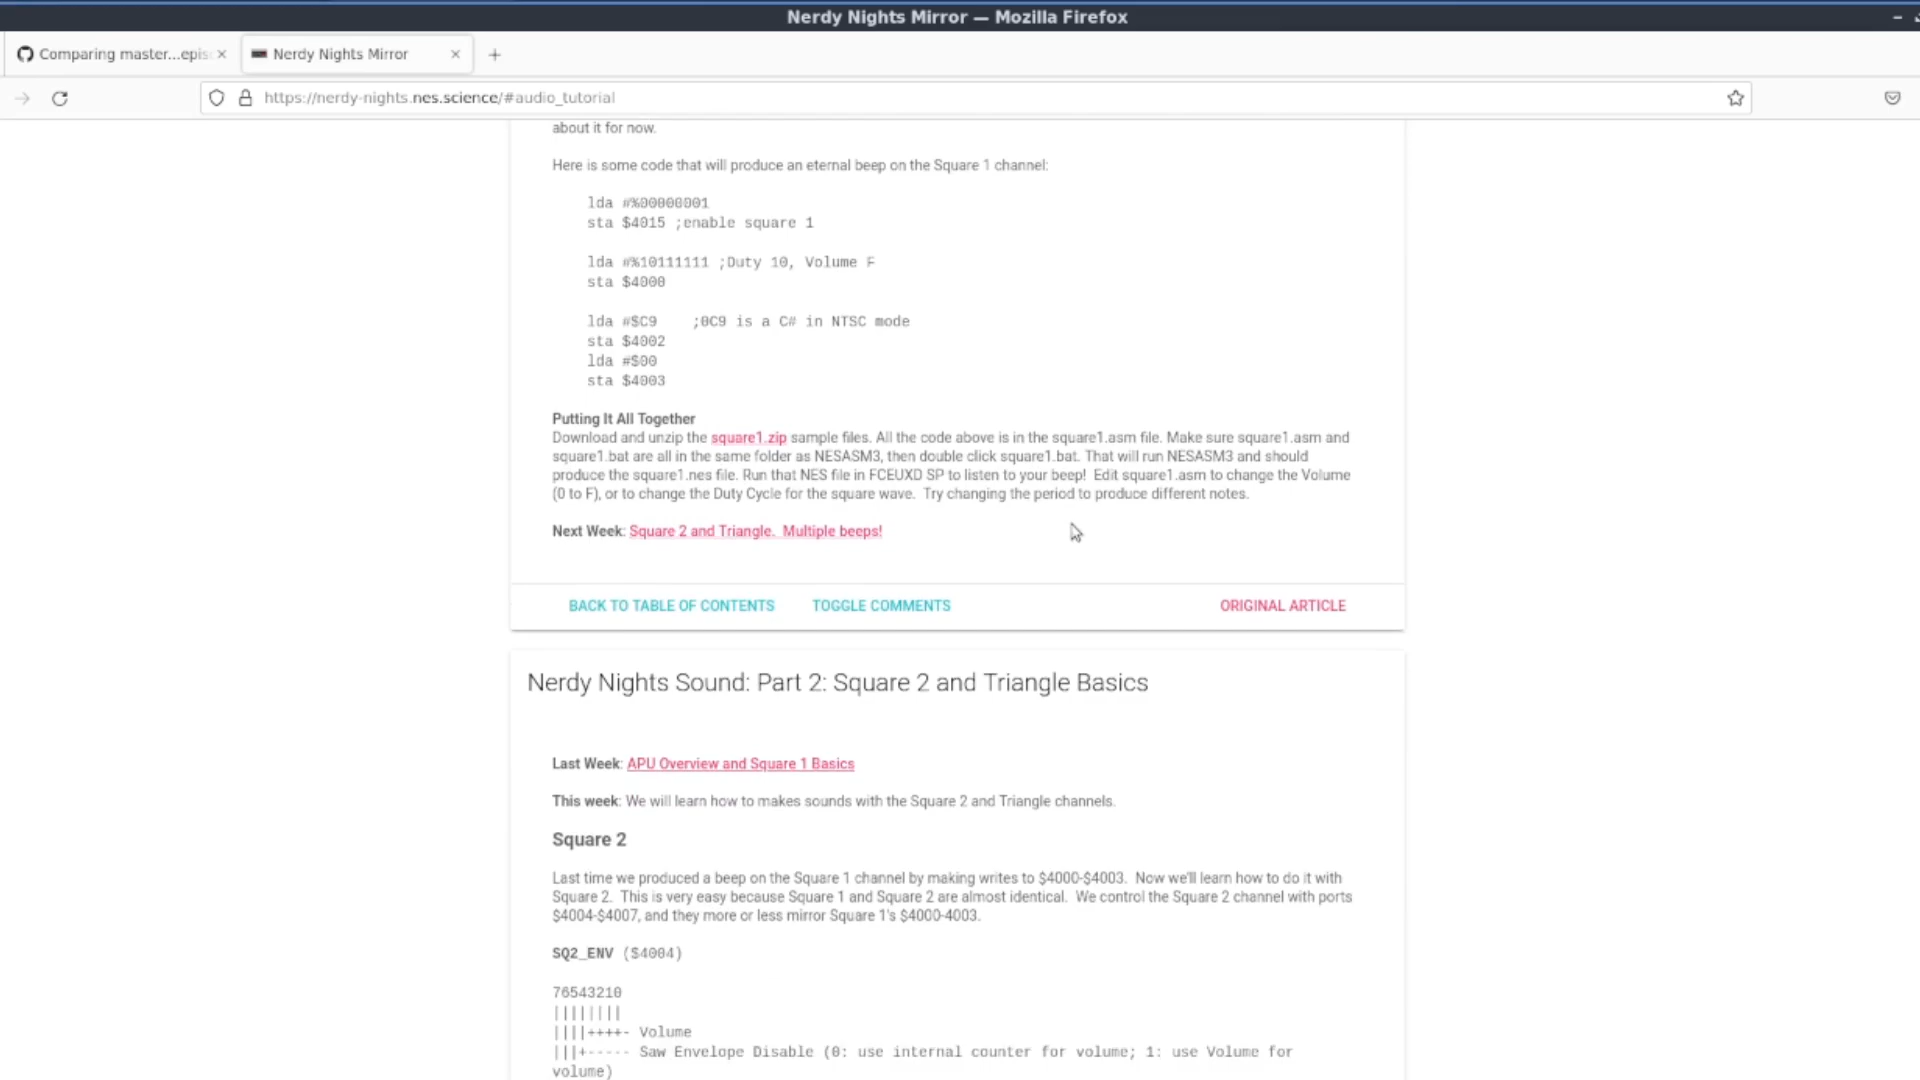 Nerdy Nights Mirror — Mozilla Firefox
Comparing master...epis
Nerdy Nights Mirror
https://nerdy-nights.nes.science/#audio_tutorial
about it for now.
Here is some code that will produce an eternal beep on the Square 1 channel:
lda #%00000001
sta $4015 ;enable square 1
lda #%10111111 ;Duty 10, Volume F
sta $4000
lda #$C9    ;0C9 is a C# in NTSC mode
sta $4002
lda #$00
sta $4003
Putting It All Together
Download and unzip the square1.zip sample files. All the code above is in the square1.asm file. Make sure square1.asm and
square1.bat are all in the same folder as NESASM3, then double click square1.bat. That will run NESASM3 and should
produce the square1.nes file. Run that NES file in FCEUXD SP to listen to your beep!  Edit square1.asm to change the Volume
(0 to F), or to change the Duty Cycle for the square wave.  Try changing the period to produce different notes.
Next Week: Square 2 and Triangle.  Multiple beeps!
BACK TO TABLE OF CONTENTS TOGGLE COMMENTS ORIGINAL ARTICLE
Nerdy Nights Sound: Part 2: Square 2 and Triangle Basics
Last Week: APU Overview and Square 1 Basics
This week: We will learn how to makes sounds with the Square 2 and Triangle channels.
Square 2
Last time we produced a beep on the Square 1 channel by making writes to $4000-$4003.  Now we'll learn how to do it with
Square 2.  This is very easy because Square 1 and Square 2 are almost identical.  We control the Square 2 channel with ports
$4004-$4007, and they more or less mirror Square 1's $4000-4003.
SQ2_ENV ($4004)
76543210
||||||||
||||++++- Volume
|||+----- Saw Envelope Disable (0: use internal counter for volume; 1: use Volume for
volume)